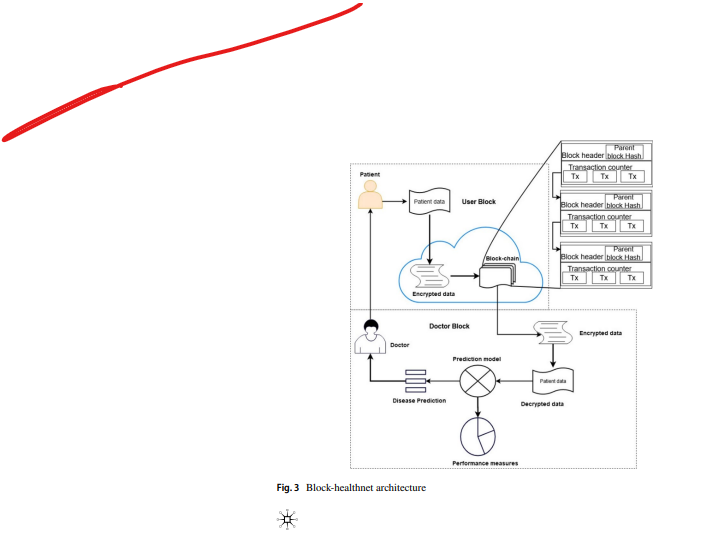 Patient
Patient data
User Block
Block-chain
Encrypted data
Parent
Block header block Hash
Transaction counter
Tx Tx Tx
Parent
Block header block Hash
Transaction counter
Tx Tx Tx
Parent
Block header block Hash
Transaction counter
Tx Tx Tx
Doctor Block
Doctor
Encrypted data
Prediction model
Patient data
Disease Prediction
Decrypted data
Performance measures
Fig. 3 Block-healthnet architecture